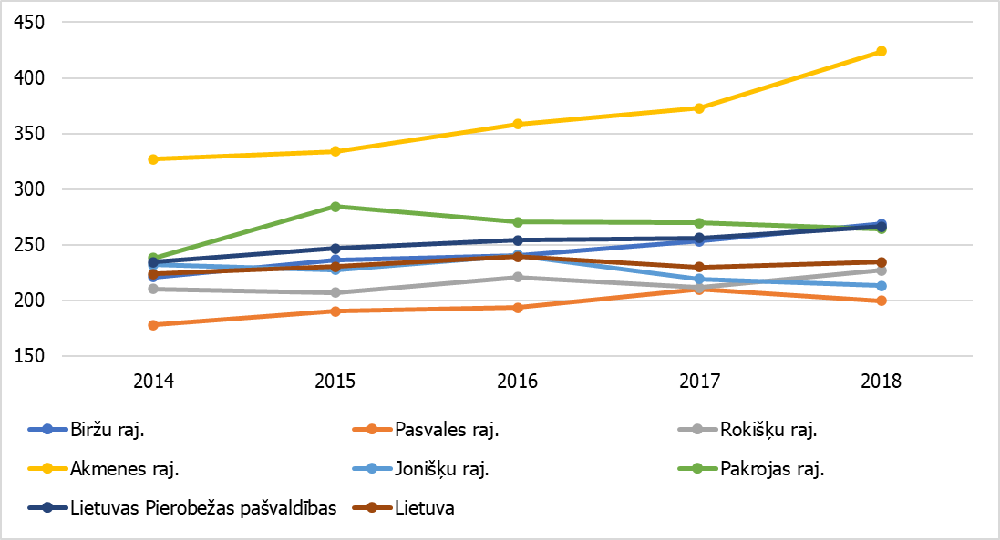 450
400
350
300
250
200
150
2014 2015 2016 2017 2018
Biržu raj. Pasvales raj. Rokišķu raj.
Akmenes raj. Jonišķu raj. Pakrojas raj.
Lietuvas Pierobežas pašvaldības Lietuva